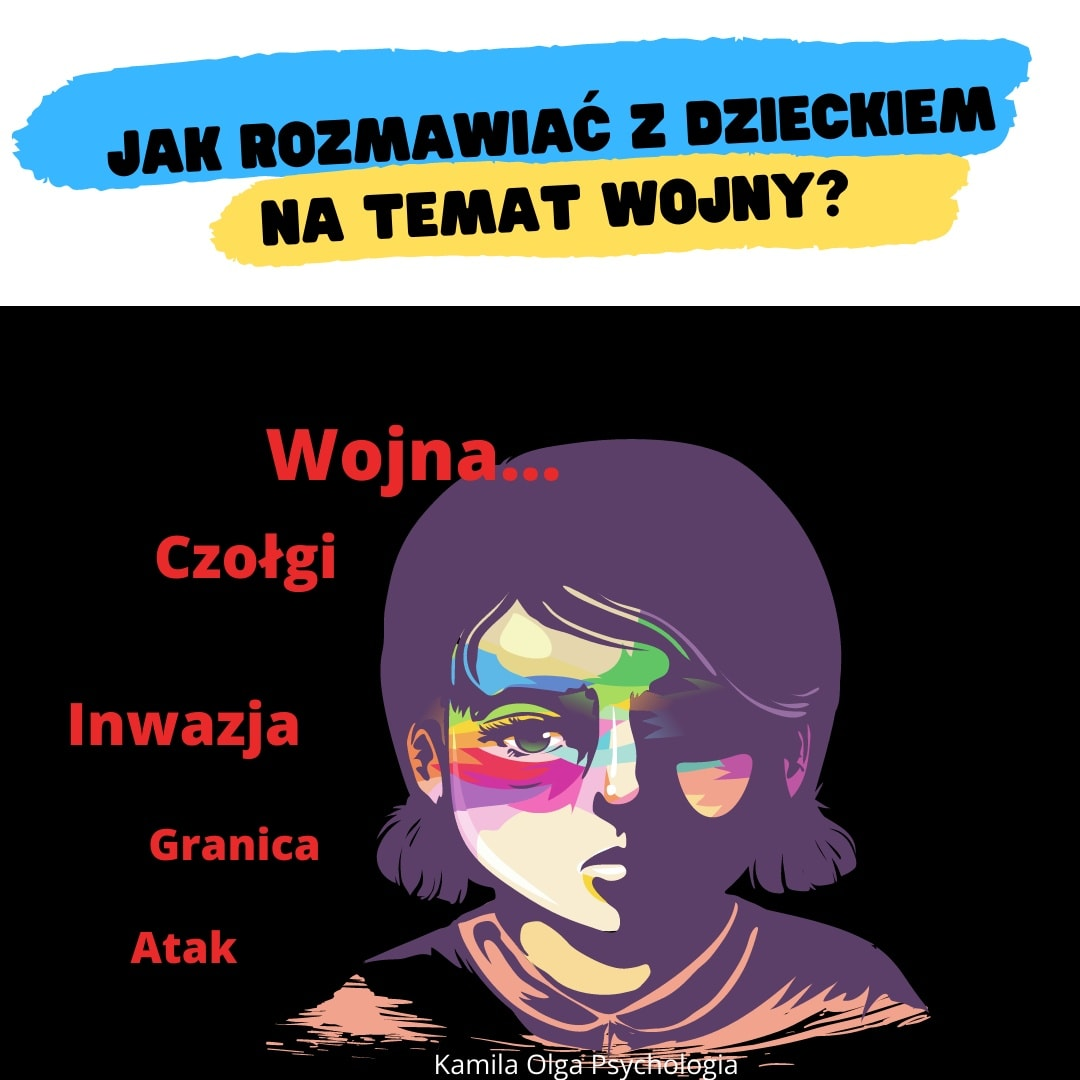 JAK ROZMAWIAĆ Z DZIECKIEM
NA TEMAT WOJNY?
Wojna...
Czołgi
Inwazja
Granica
Atak
Kamila Olga Psychologia